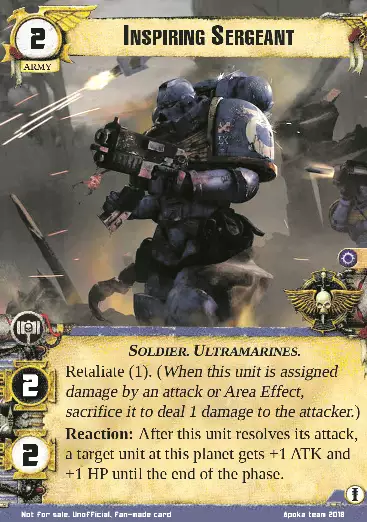 2
INSPIRING SERGEANT
ARMY
SOLDIER. ULTRAMARINES.
2
Retaliate (1). (When this unit is assigned
damage by an attack or Area Effect,
sacrifice it to deal 1 damage to the attacker.)
2
Reaction: After this unit resolves its attack,
a target unit at this planet gets +1 ATK and
+1 HP until the end of the phase.
Not for sale. Unofficial. Fan-made card
Apoka team 2018